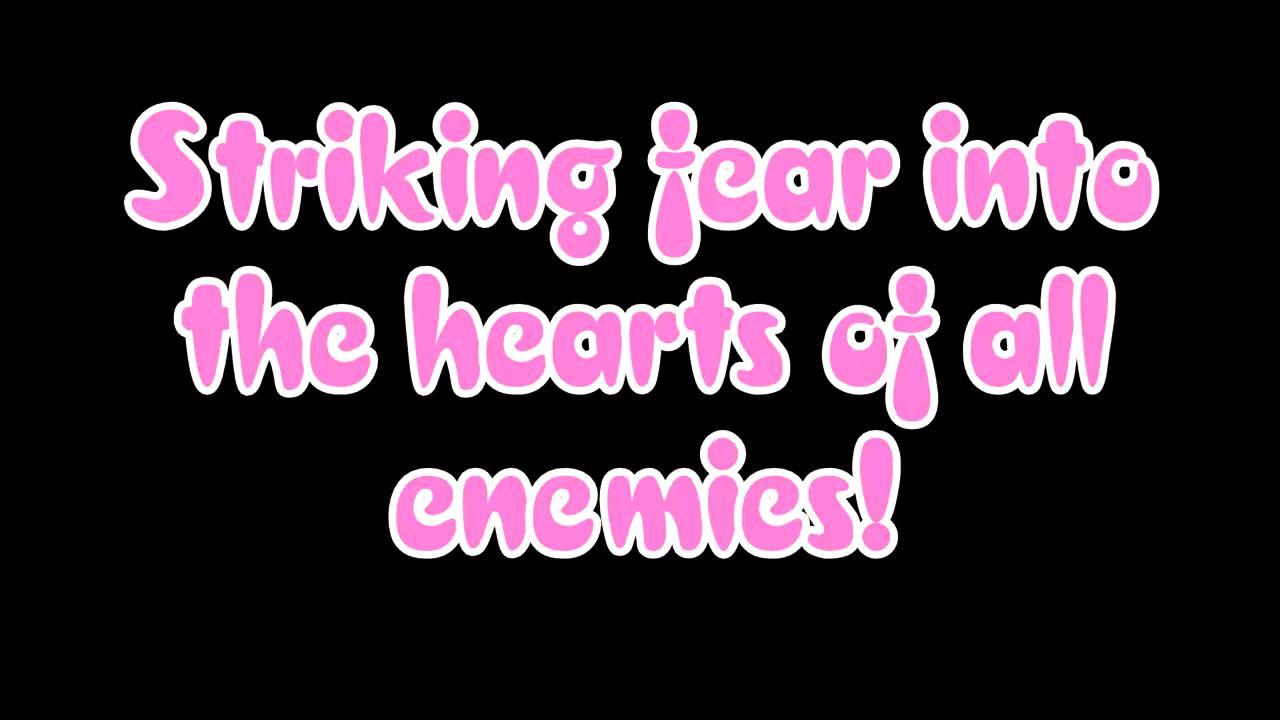 Striking fear into
the hearts of all
enemies!